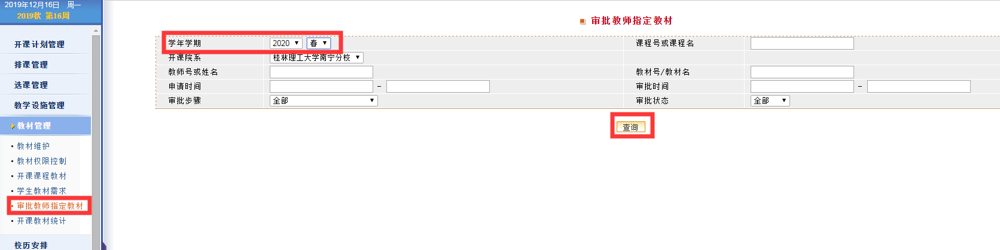 2019年12月16日 周一
2019秋 第16周
开课计划管理
排课管理
选课管理
教学设施管理
教材管理
教材维护
教材权限控制
开课课程教材
学生教材需求
审批教师指定教材
开课教材统计
校历安排
审批教师指定教材
学年学期 2020 春 课程号或课程名
开课院系 桂林理工大学南宁分校
教师号或姓名 教材号/教材名
申请时间 - 审批时间 -
审批步骤 全部 审批状态 全部
查询